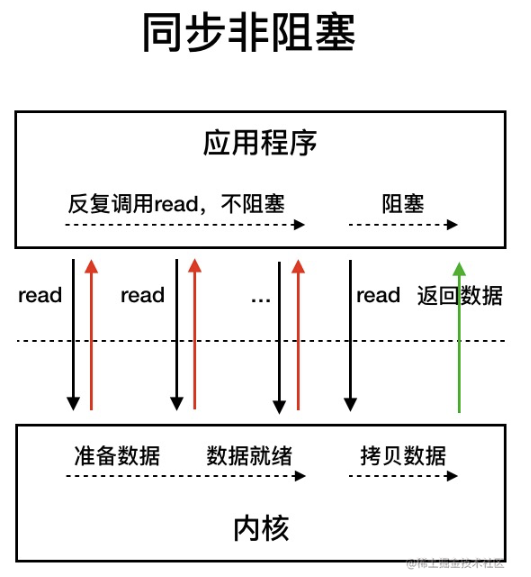 同步非阻塞
应用程序
反复调用read，不阻塞 阻塞
read read ... read 返回数据
准备数据 数据就绪 拷贝数据
内核
@稀土掘金技术社区